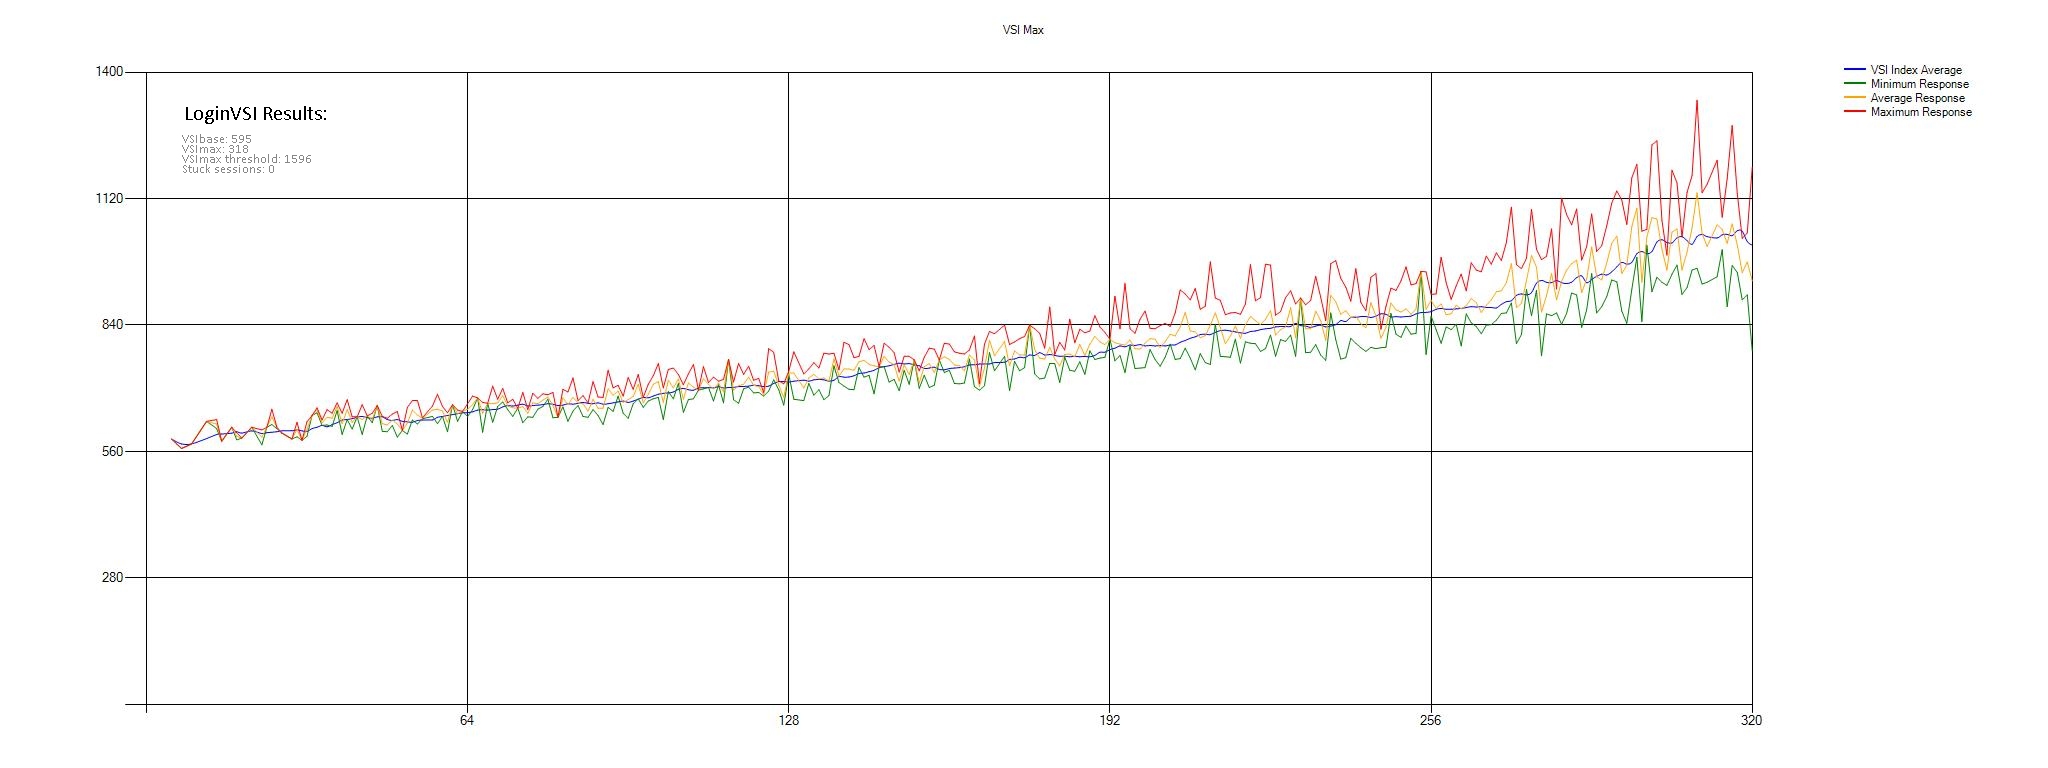 VSI Max
1400
1120
840
560
280
64
128
192
256
320
LoginVSI Results:
VSIbase: 595
VSImax: 318
VSImax threshold: 1596
Stuck sessions: 0
VSI Index Average
Minimum Response
Average Response
Maximum Response